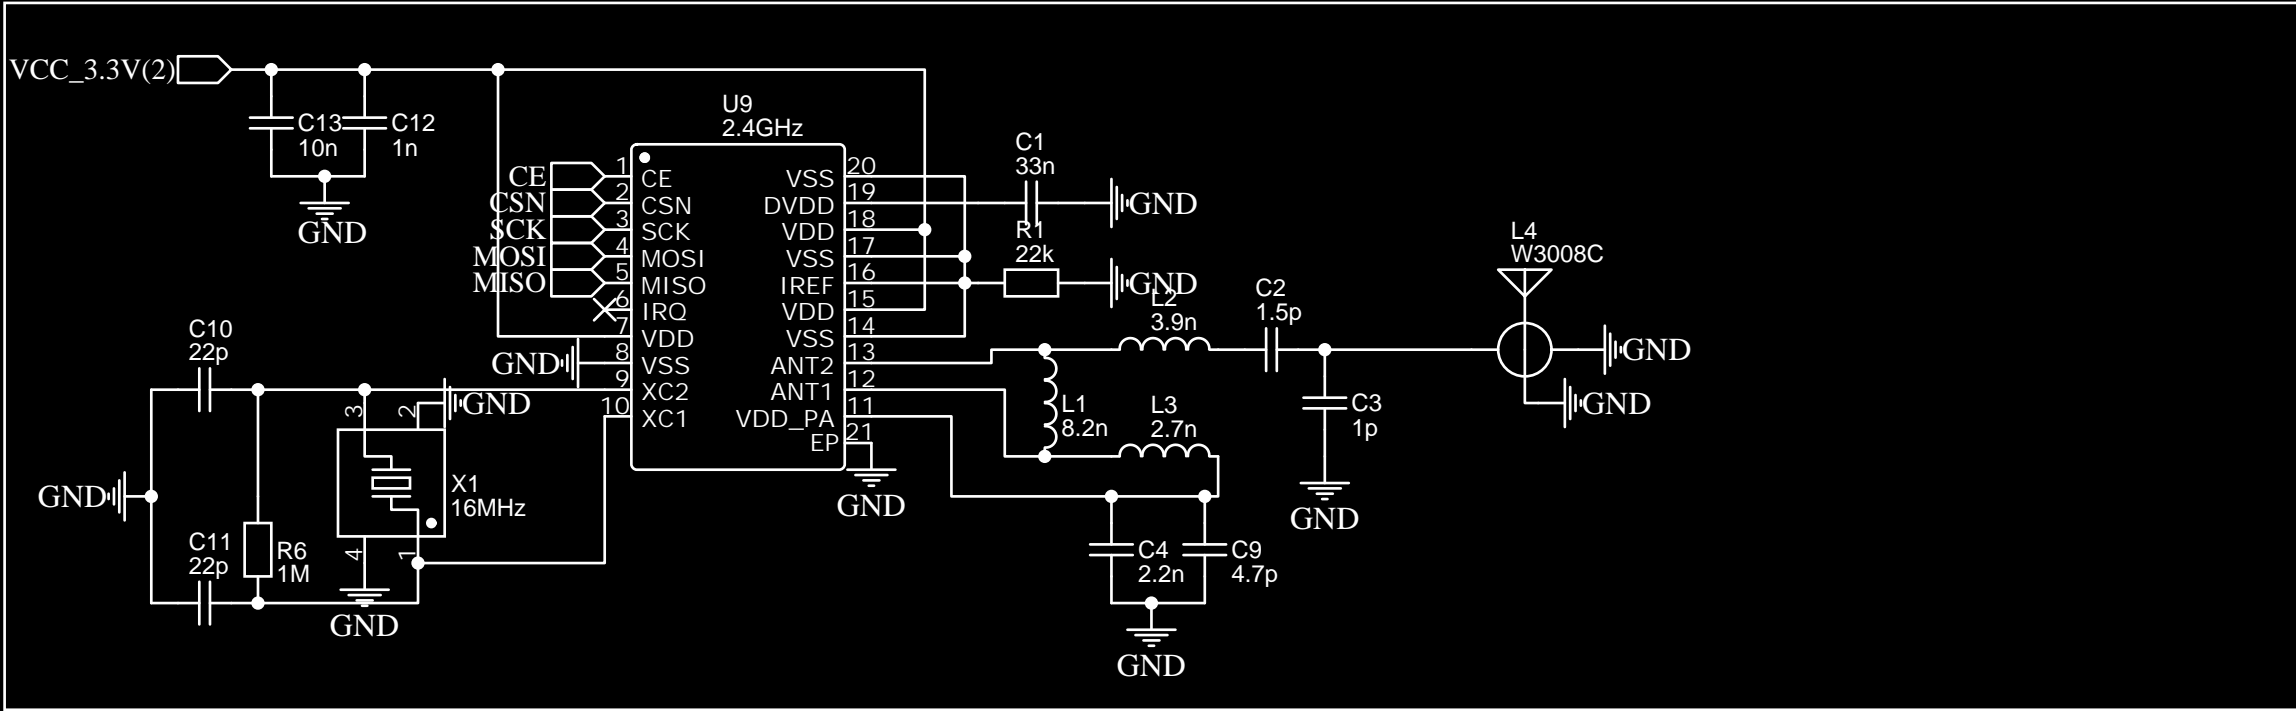 VCC_3.3V(2)
C13
10n
C12
1n
GND
U9
2.4GHz
CE
CSN
SCK
MOSI
MISO
1
2
3
4
5
6
7
8
9
10
CE
CSN
SCK
MOSI
MISO
IRQ
VDD
VSS
XC2
XC1
VSS
DVDD
VDD
VSS
IREF
VDD
VSS
ANT2
ANT1
VDD_PA
EP
20
19
18
17
16
15
14
13
12
11
21
GND
GND
C1
33n
GND
R1
22k
GND
L2
3.9n
C2
1.5p
L4
W3008C
GND
GND
L1
8.2n
L3
2.7n
C3
1p
GND
C4
2.2n
C9
4.7p
GND
C10
22p
GND
3
2
GND
X1
16MHz
4
1
GND
C11
22p
R6
1M